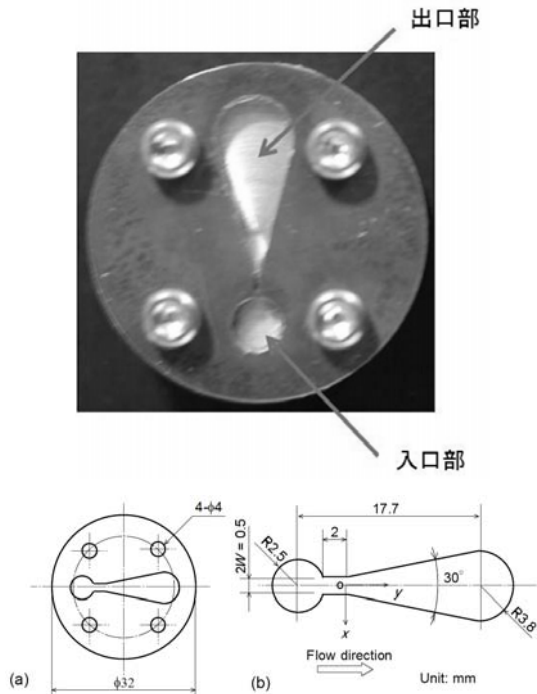 出口部
入口部
4-ϕ4
ϕ32
(a)
17.7
2
R2.5
2W = 0.5
o
y
x
30°
R3.8
Flow direction
(b)
Unit: mm